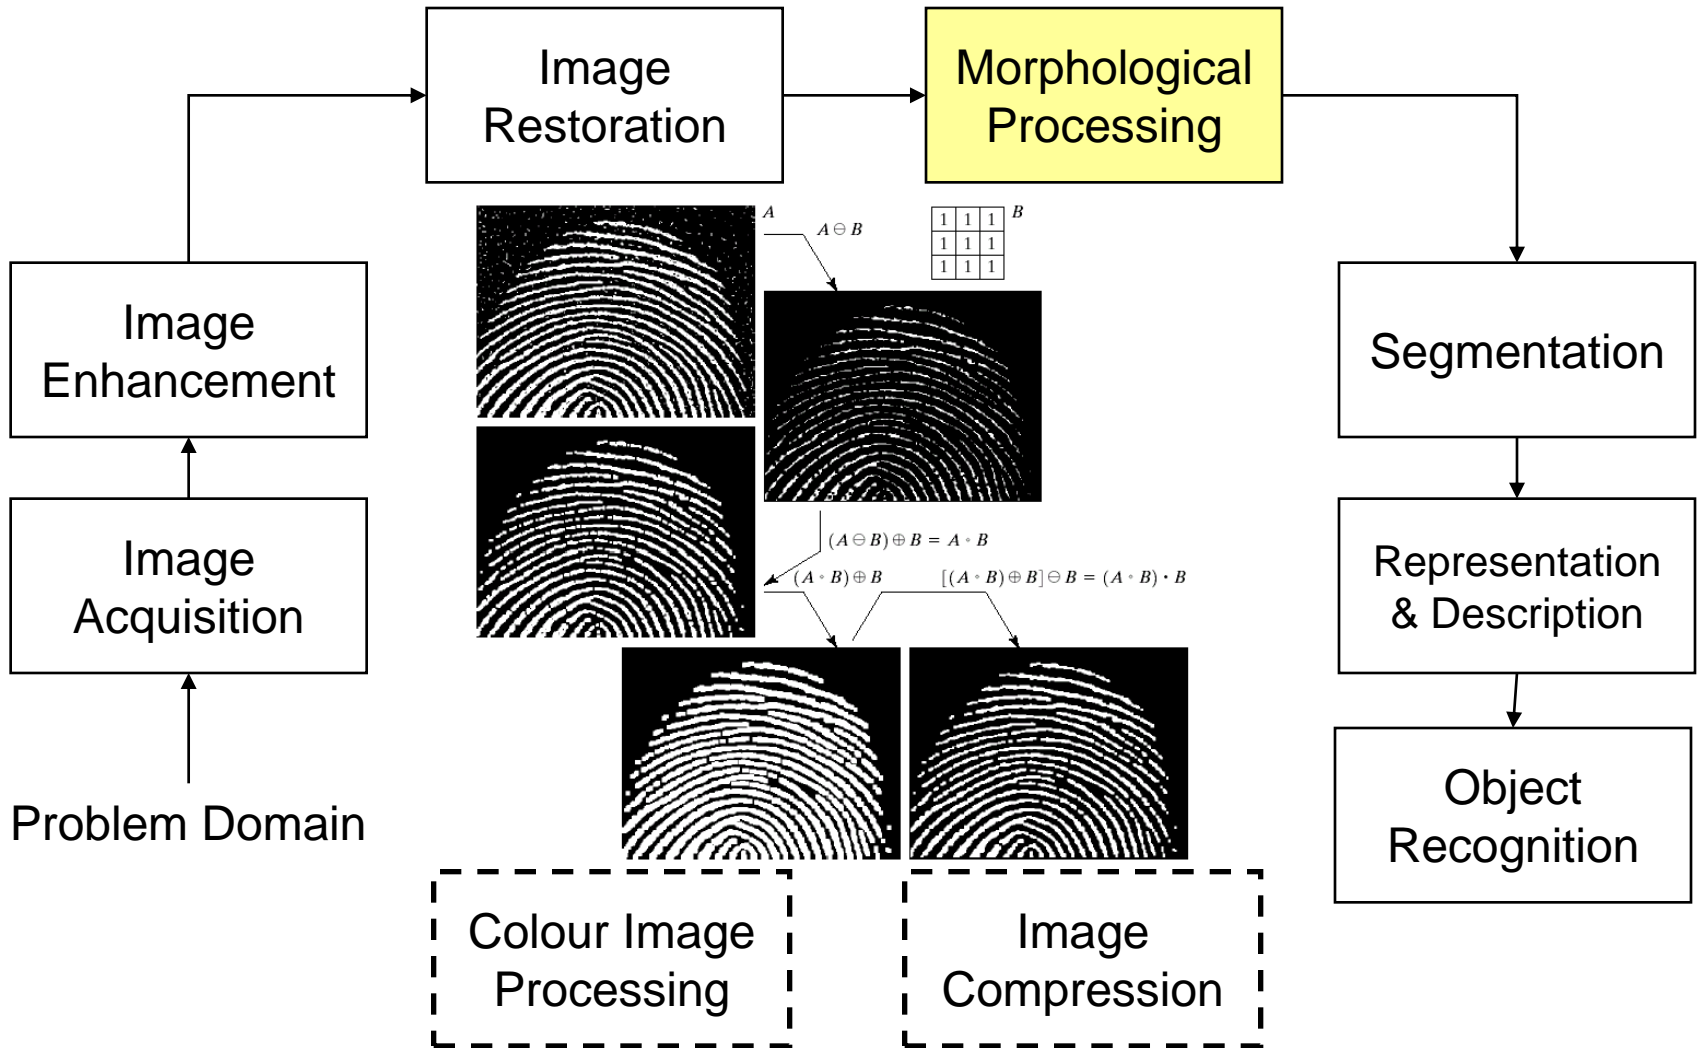 Image
Restoration
Morphological
Processing
A
A ⊖ B
1 1 1
1 1 1
1 1 1
B
Image
Enhancement
Segmentation
Image
Acquisition
(A ⊖ B) ⊕ B = A ∘ B
(A ∘ B) ⊕ B
[(A ∘ B) ⊕ B] ⊖ B = (A ∘ B) • B
Representation
& Description
Problem Domain
Object
Recognition
Colour Image
Processing
Image
Compression